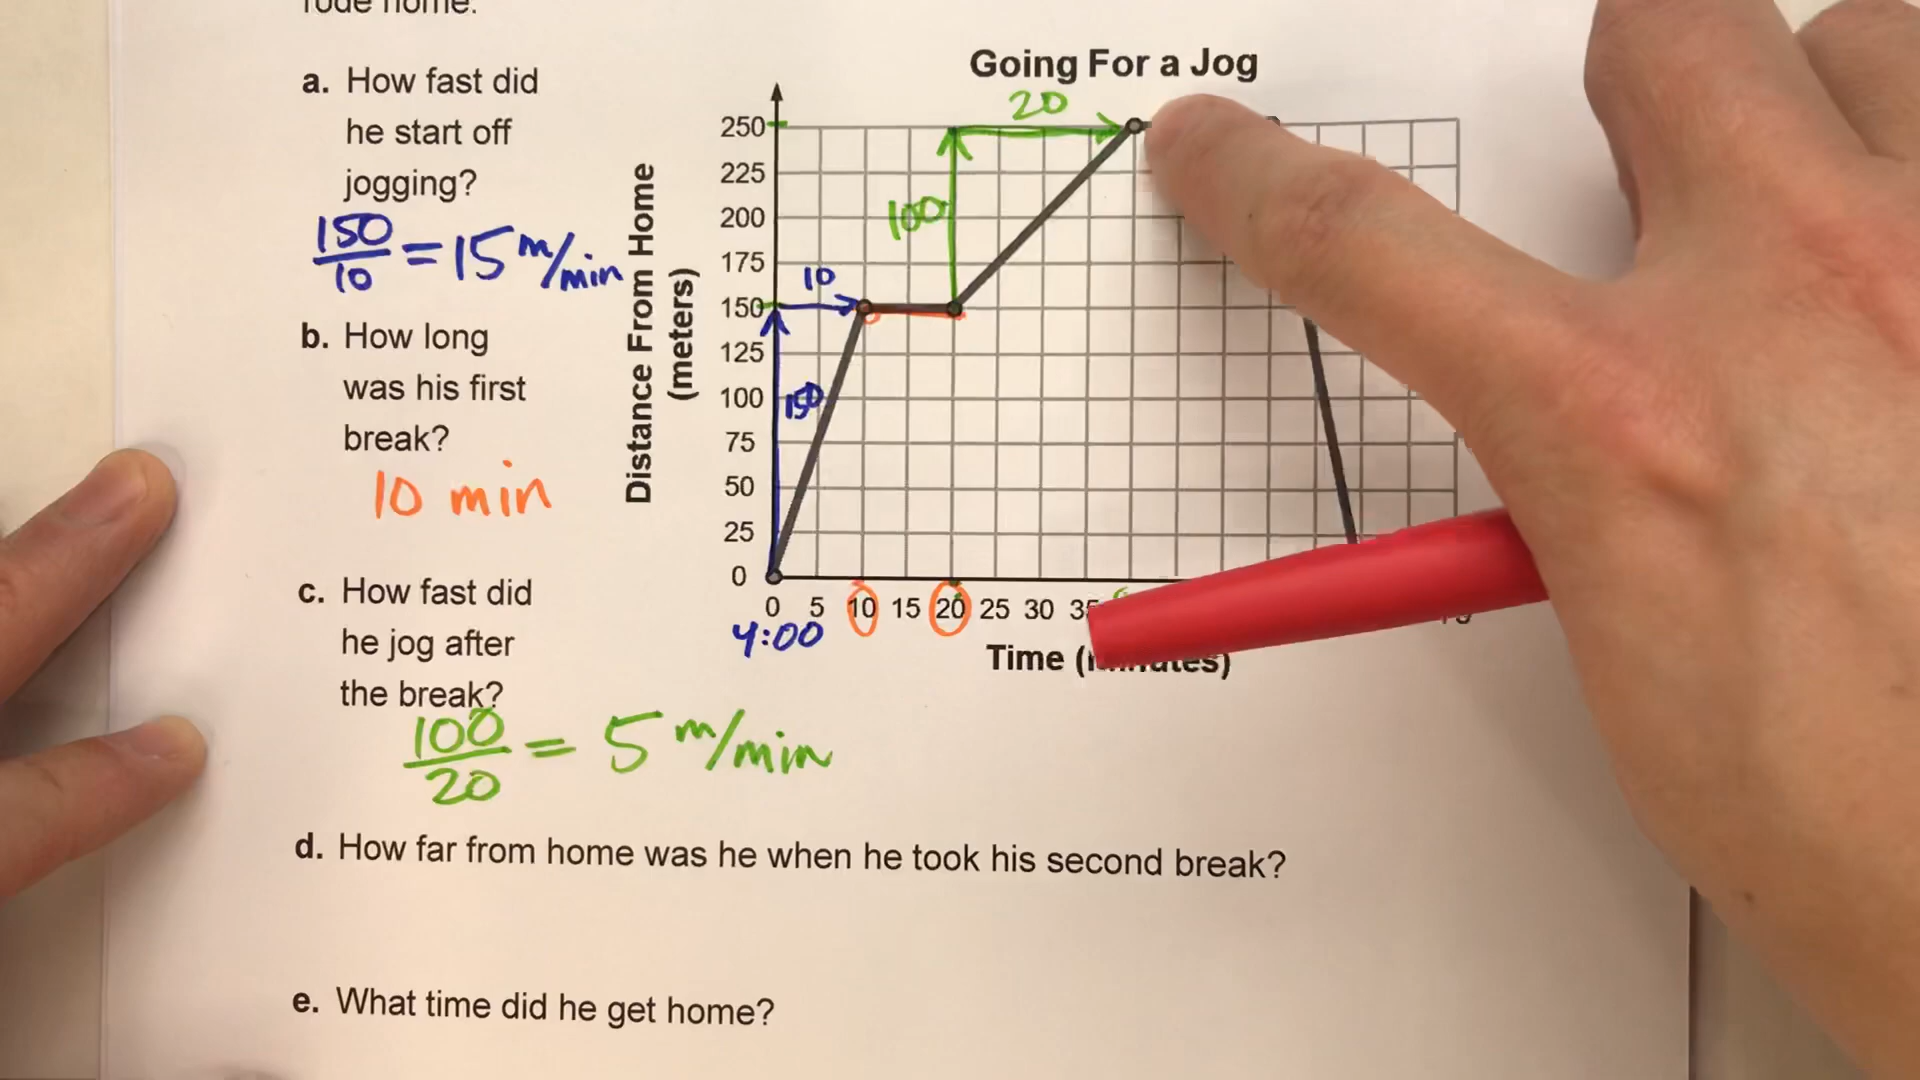 a. How fast did
he start off
jogging?
150
10
= 15 m/min
b. How long
was his first
break?
10 min
c. How fast did
he jog after
the break?
100
20
= 5 m/min
d. How far from home was he when he took his second break?
e. What time did he get home?
Going For a Jog
20
100
10
150
Distance From Home
(meters)
250
225
200
175
150
125
100
75
50
25
0
0 5 10 15 20 25 30
4:00
Time